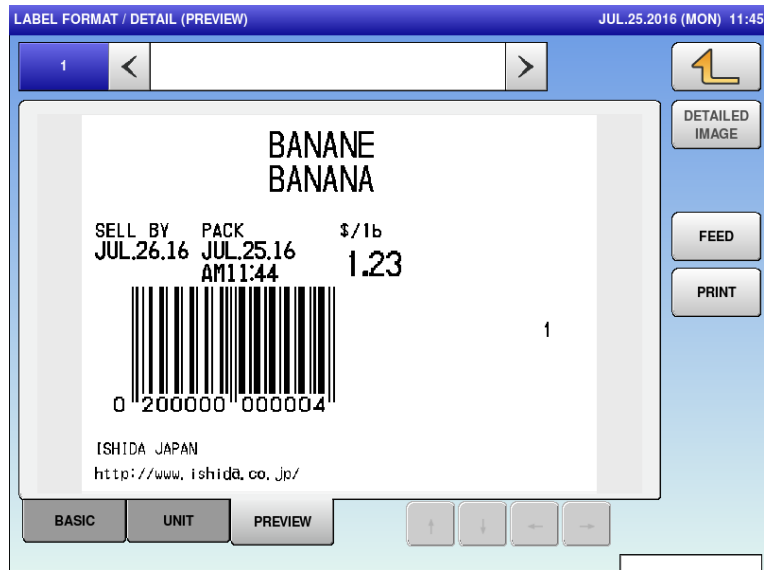 LABEL FORMAT / DETAIL (PREVIEW) JUL.25.2016 (MON) 11:45
1
DETAILED
IMAGE
BANANE
BANANA
SELL BY PACK $/lb
JUL.26.16 JUL.25.16 1.23
AM11:44
FEED
PRINT
1
0 200000 000004
ISHIDA JAPAN
http://www.ishida.co.jp/
BASIC UNIT PREVIEW